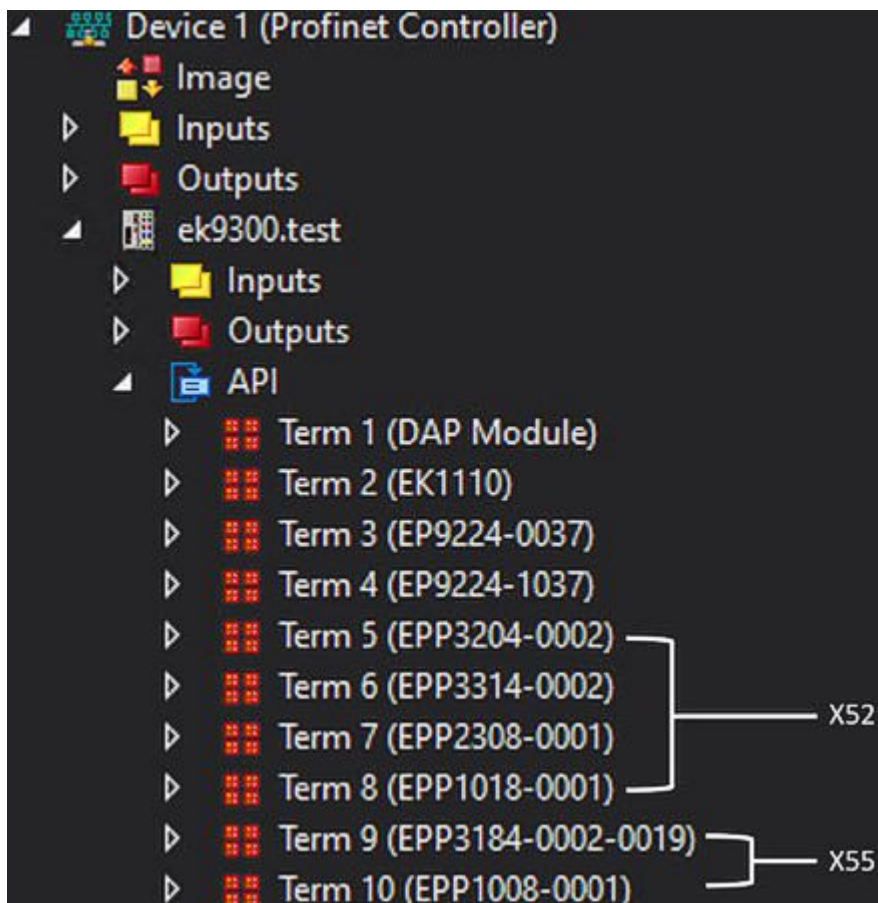 Device 1 (Profinet Controller)
Image
Inputs
Outputs
ek9300.test
Inputs
Outputs
API
Term 1 (DAP Module)
Term 2 (EK1110)
Term 3 (EP9224-0037)
Term 4 (EP9224-1037)
Term 5 (EPP3204-0002)
Term 6 (EPP3314-0002)
X52
Term 7 (EPP2308-0001)
Term 8 (EPP1018-0001)
Term 9 (EPP3184-0002-0019)
X55
Term 10 (EPP1008-0001)